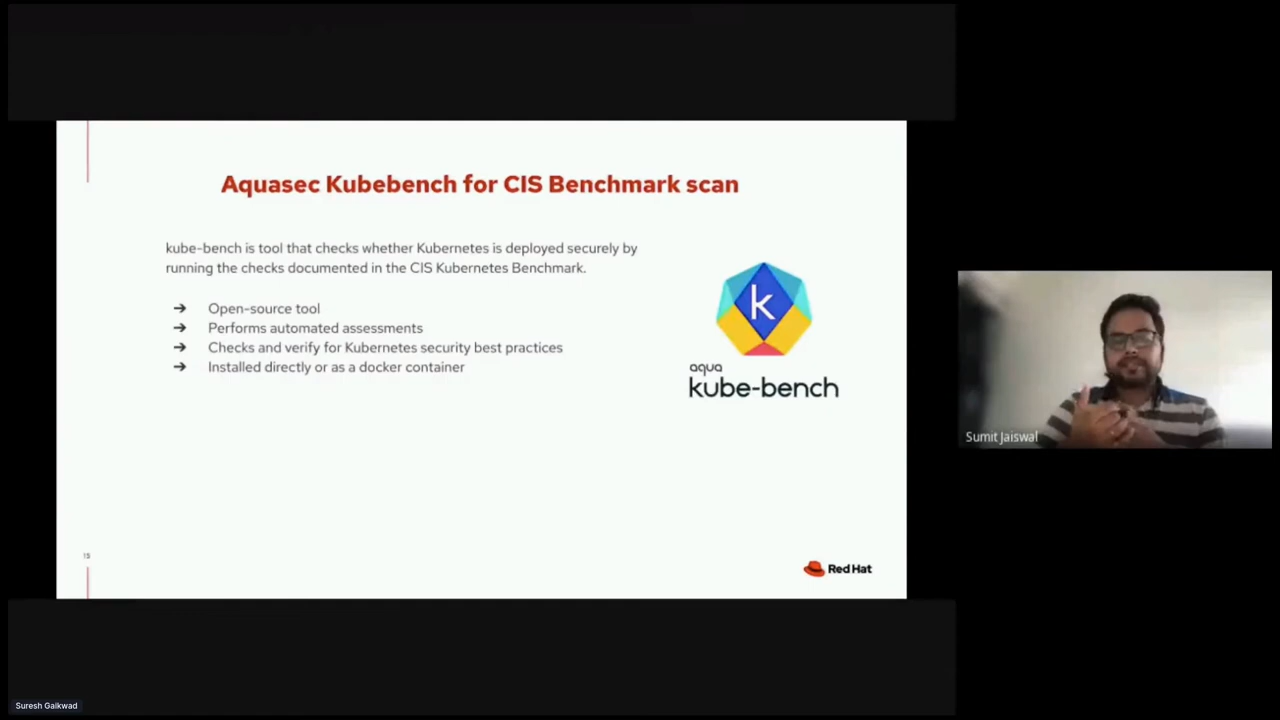 Aquasec Kubebench for CIS Benchmark scan
kube-bench is tool that checks whether Kubernetes is deployed securely by
running the checks documented in the CIS Kubernetes Benchmark.
➔ Open-source tool
➔ Performs automated assessments
➔ Checks and verify for Kubernetes security best practices
➔ Installed directly or as a docker container
k
aqua
kube-bench
15
Red Hat
Sumit Jaiswal
Suresh Gaikwad